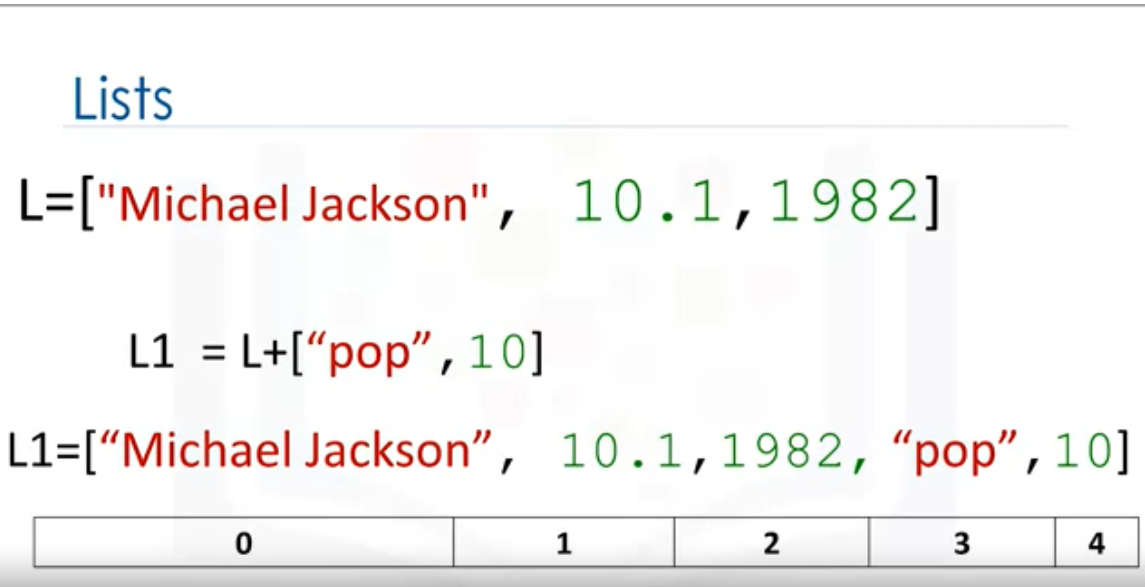 Lists
L=["Michael Jackson", 10.1,1982]
L1 = L+[“pop”,10]
L1=[“Michael Jackson”, 10.1,1982, “pop”,10]
0 1 2 3 4